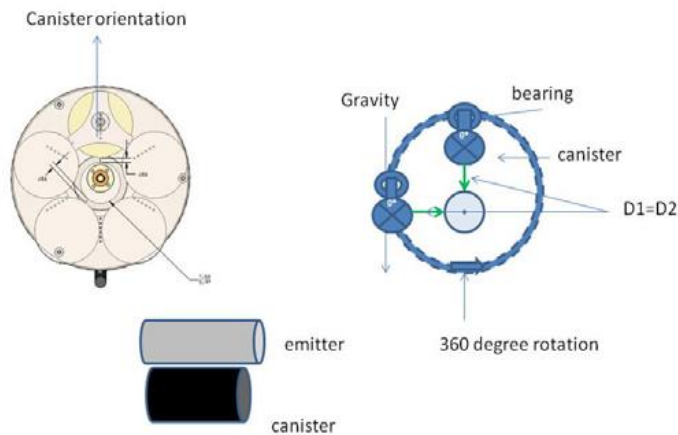 Canister orientation
Gravity
bearing
canister
D1=D2
emitter
360 degree rotation
canister